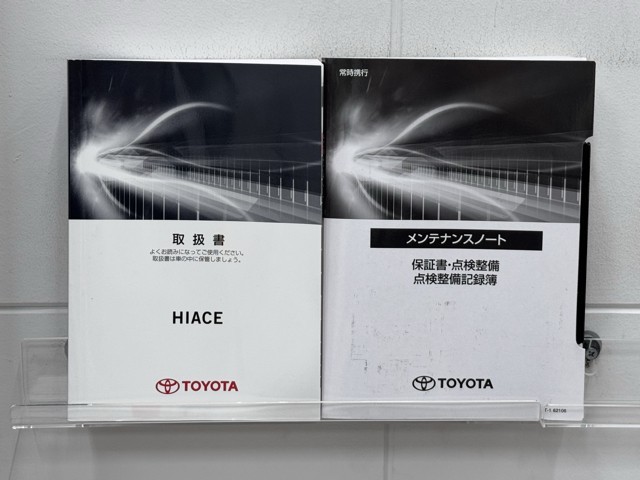 取扱書
よくお読みになってご使用ください。
取扱書は車の中に保管しましょう。
HIACE
TOYOTA
常時携行
メンテナンスノート
保証書・点検整備
点検整備記録簿
TOYOTA